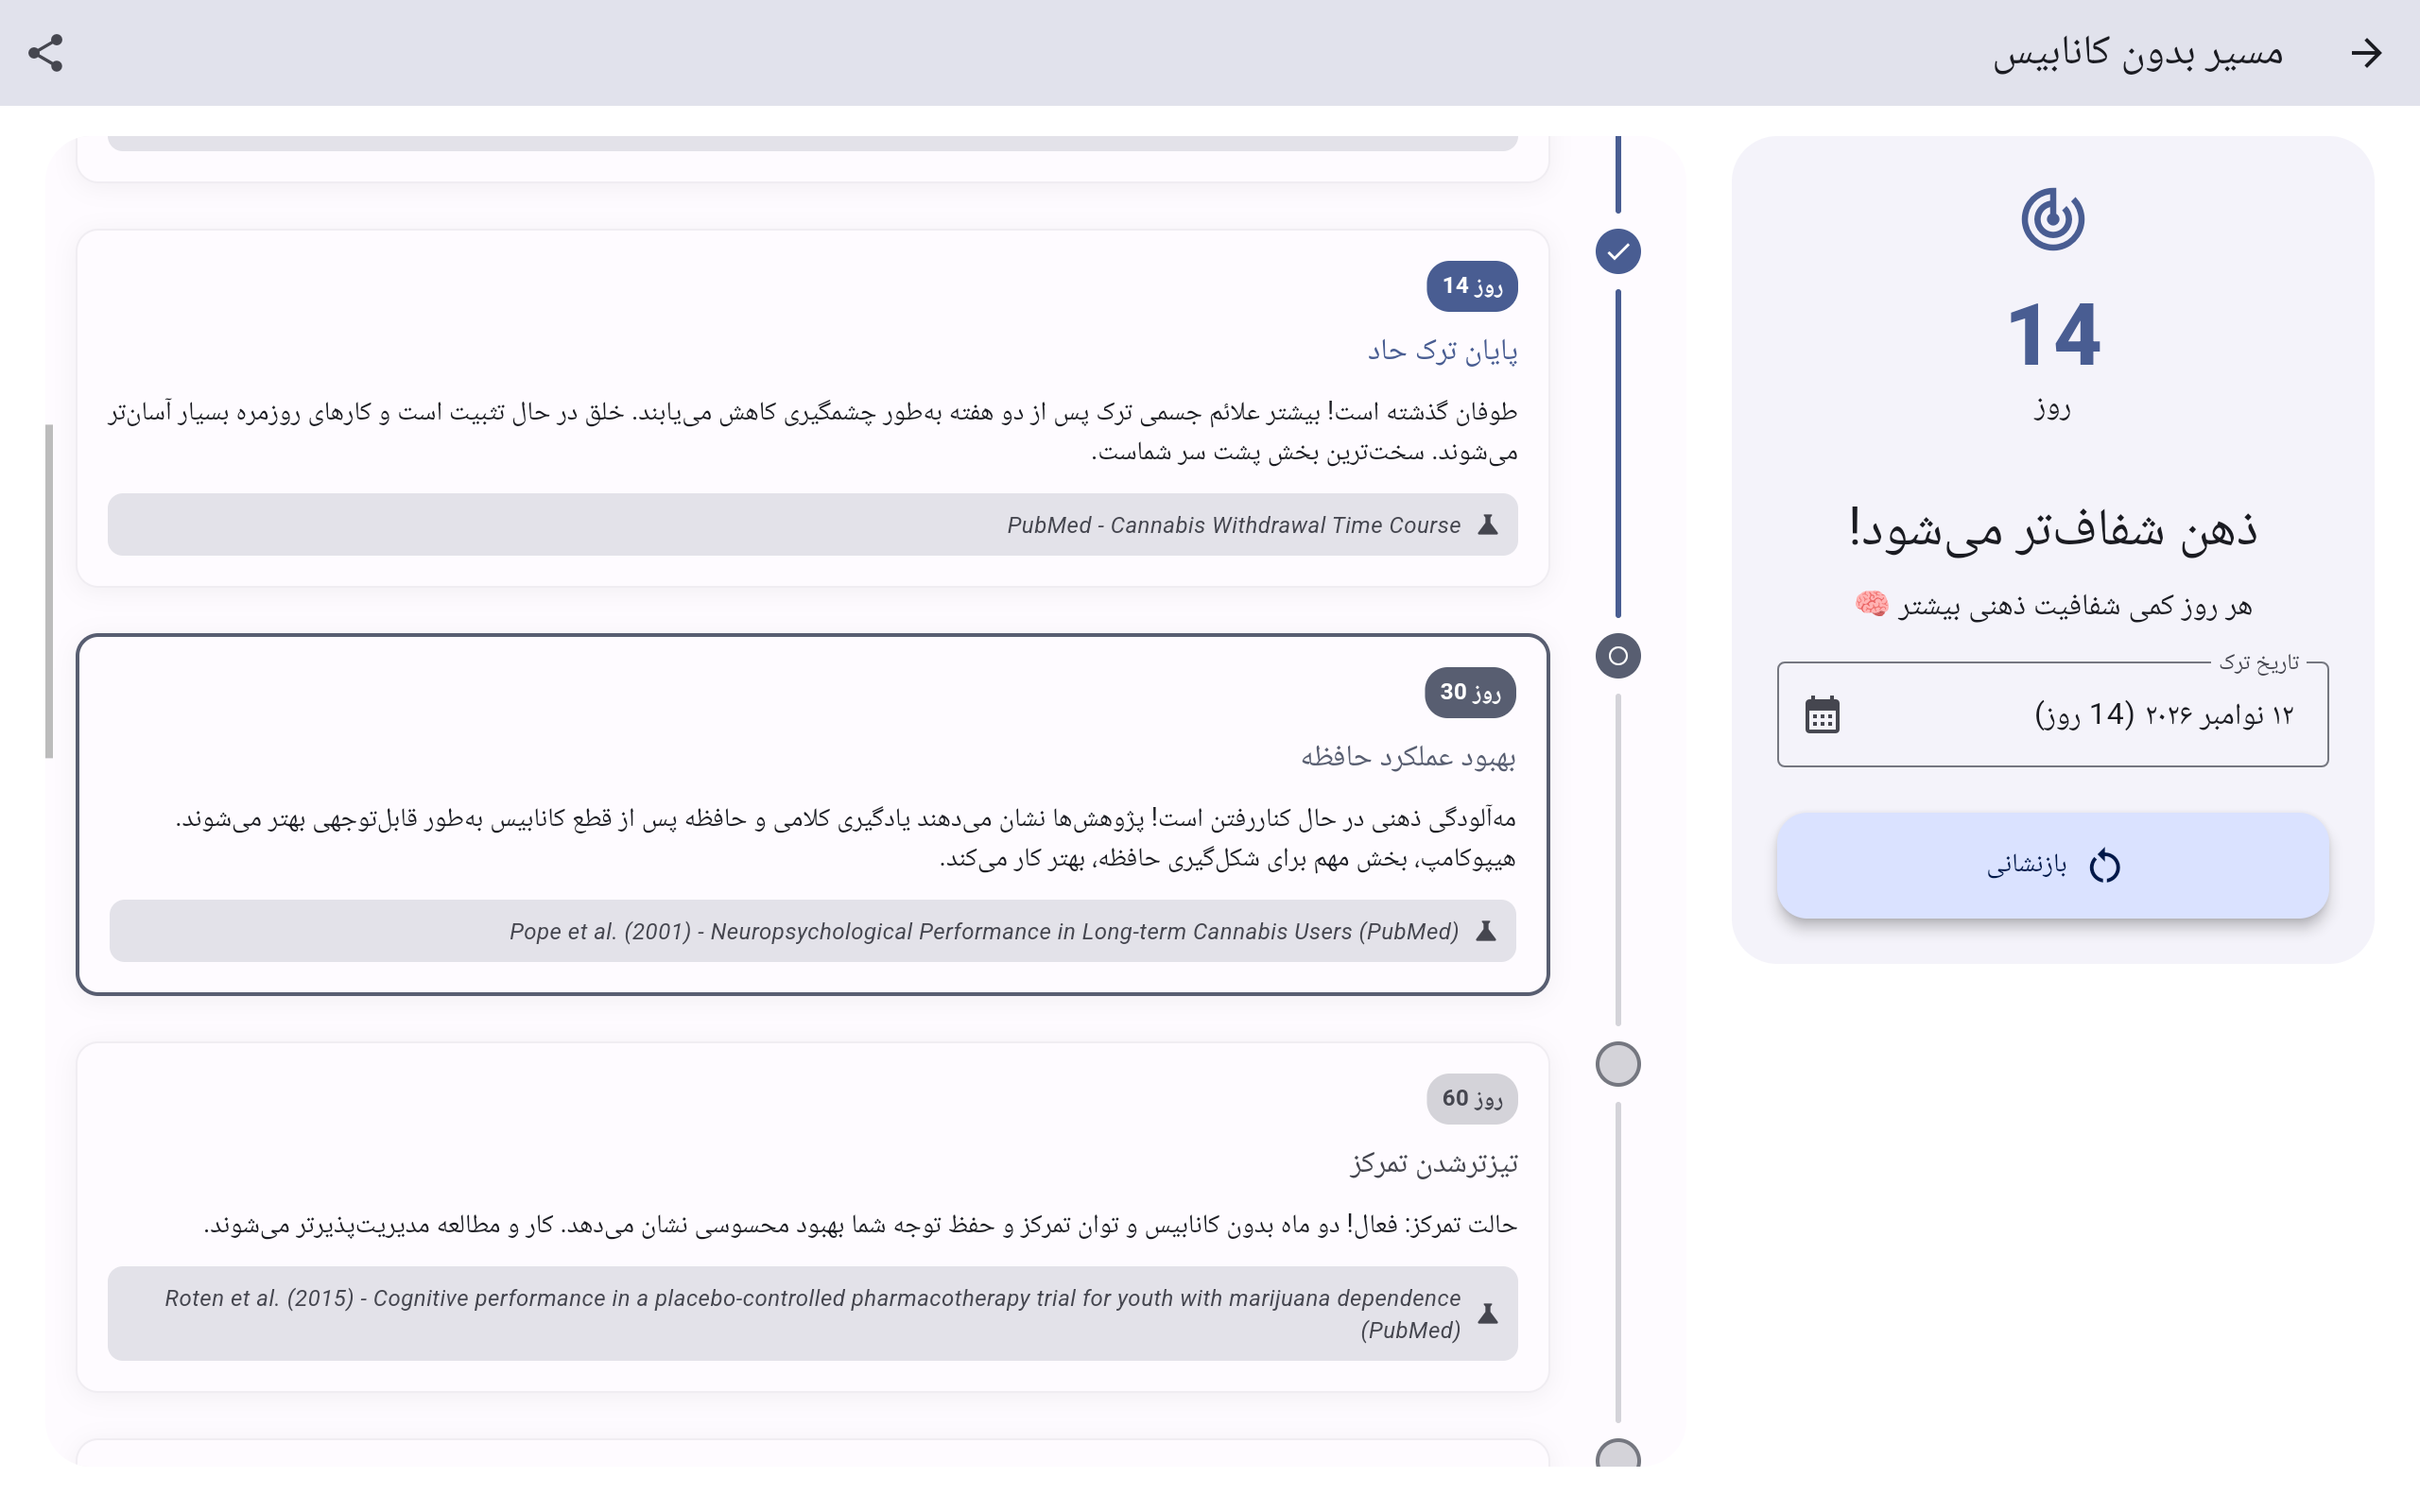 مسیر بدون کانابیس
14
روز
ذهن شفاف‌تر می‌شود!
هر روز کمی شفافیت ذهنی بیشتر 🧠
تاریخ ترک
۱۲ نوامبر ۲۰۲۶ (14 روز)
بازنشانی
روز 14
پایان ترک حاد
طوفان گذشته است! بیشتر علائم جسمی ترک پس از دو هفته به‌طور چشمگیری کاهش می‌یابند. خلق در حال تثبیت است و کارهای روزمره بسیار آسان‌تر
می‌شوند. سخت‌ترین بخش پشت سر شماست.
PubMed - Cannabis Withdrawal Time Course
روز 30
بهبود عملکرد حافظه
مه‌آلودگی ذهنی در حال کناررفتن است! پژوهش‌ها نشان می‌دهند یادگیری کلامی و حافظه پس از قطع کانابیس به‌طور قابل‌توجهی بهتر می‌شوند.
هیپوکامپ، بخش مهم برای شکل‌گیری حافظه، بهتر کار می‌کند.
Pope et al. (2001) - Neuropsychological Performance in Long-term Cannabis Users (PubMed)
روز 60
تیزترشدن تمرکز
حالت تمرکز: فعال! دو ماه بدون کانابیس و توان تمرکز و حفظ توجه شما بهبود محسوسی نشان می‌دهد. کار و مطالعه مدیریت‌پذیرتر می‌شوند.
Roten et al. (2015) - Cognitive performance in a placebo-controlled pharmacotherapy trial for youth with marijuana dependence
(PubMed)